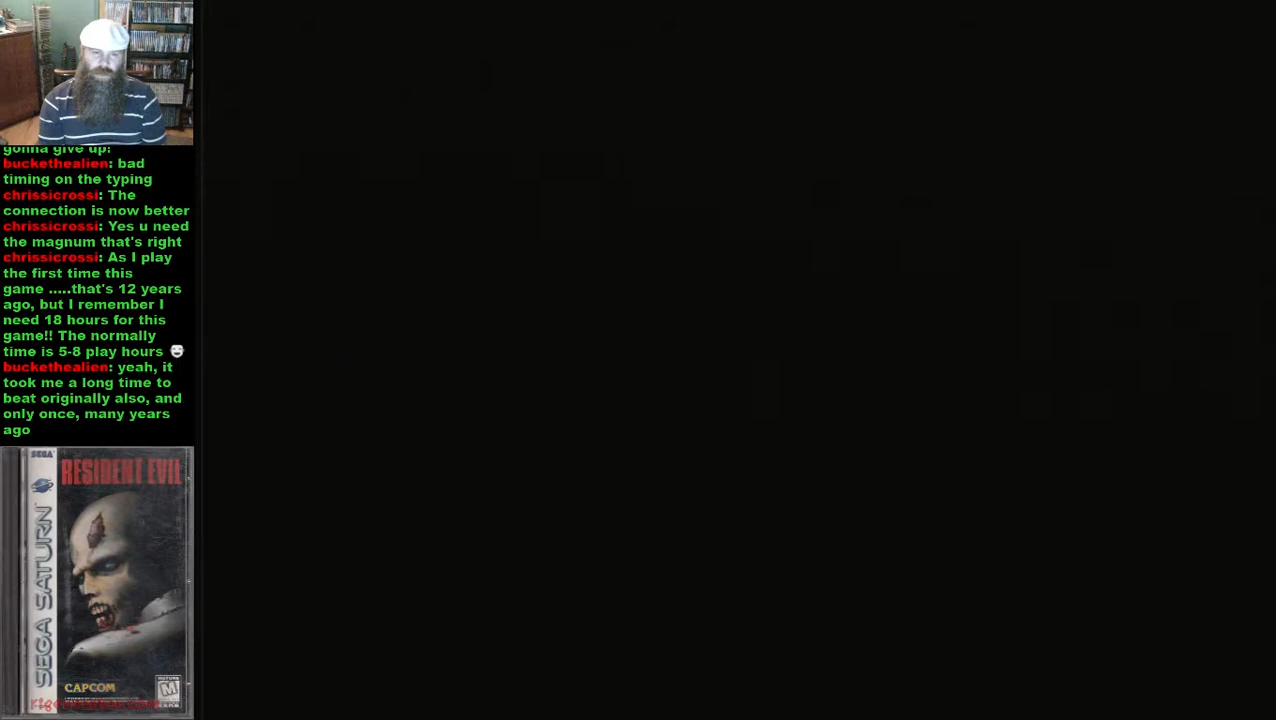 gonna give up!
buckethealien: bad
timing on the typing
chrissicrossi: The
connection is now better
chrissicrossi: Yes u need
the magnum that's right
chrissicrossi: As I play
the first time this
game .....that's 12 years
ago, but I remember I
need 18 hours for this
game!! The normally
time is 5-8 play hours
buckethealien: yeah, it
took me a long time to
beat originally also, and
only once, many years
ago
SEGA
RESIDENT EVIL
SEGA SATURN
CAPCOM
MATURE
M